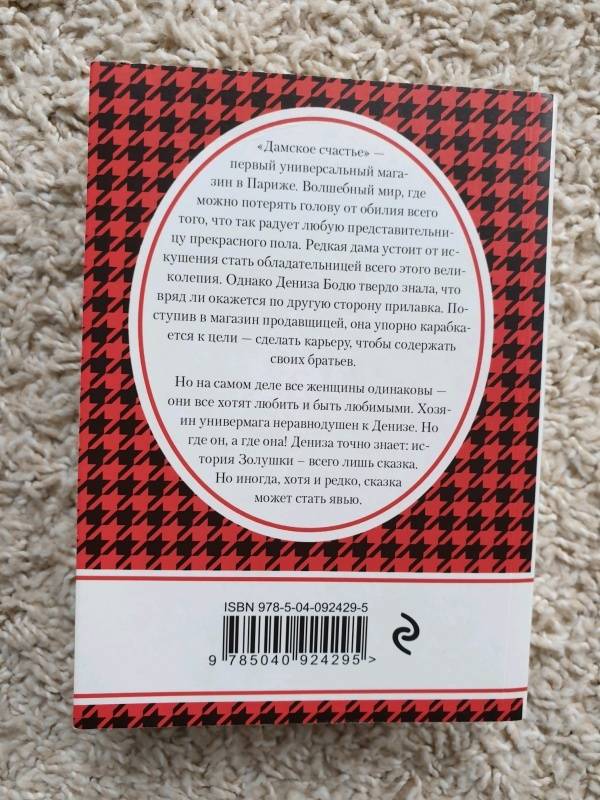 «Дамское счастье» —
первый универсальный мага-
зин в Париже. Волшебный мир, где
можно потерять голову от обилия всего
того, что так радует любую представительни-
цу прекрасного пола. Редкая дама устоит от ис-
кушения стать обладательницей всего этого вели-
колепия. Однако Дениза Бодю твердо знала, что
вряд ли окажется по другую сторону прилавка. По-
ступив в магазин продавщицей, она упорно карабка-
ется к цели — сделать карьеру, чтобы содержать
своих братьев.
Но на самом деле все женщины одинаковы —
они все хотят любить и быть любимыми. Хозя-
ин универмага неравнодушен к Денизе. Но
где он, а где она! Дениза точно знает: ис-
тория Золушки – всего лишь сказка.
Но иногда, хотя и редко, сказка
может стать явью.
ISBN 978-5-04-092429-5
9 785040 924295 >